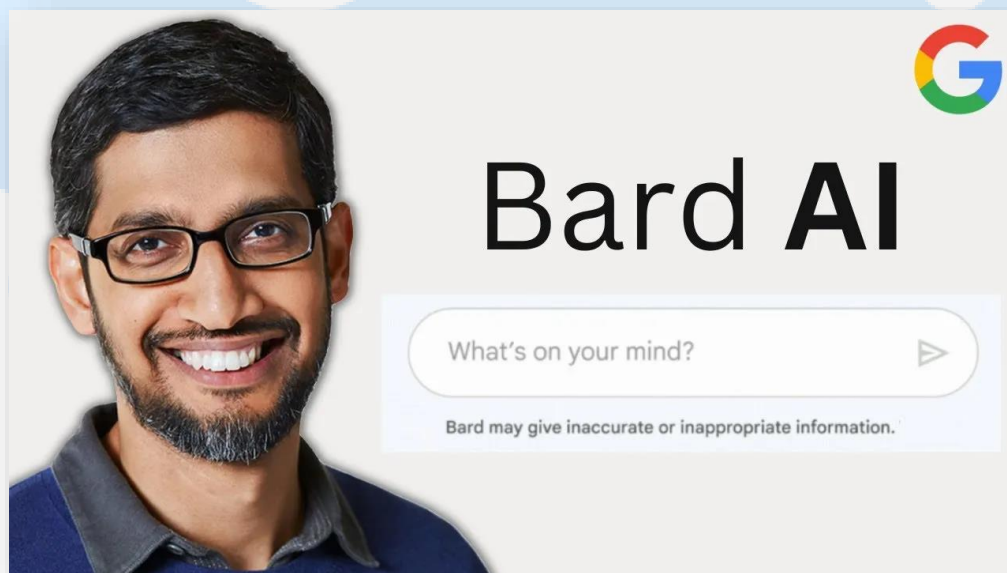 Bard AI
What's on your mind?
Bard may give inaccurate or inappropriate information.